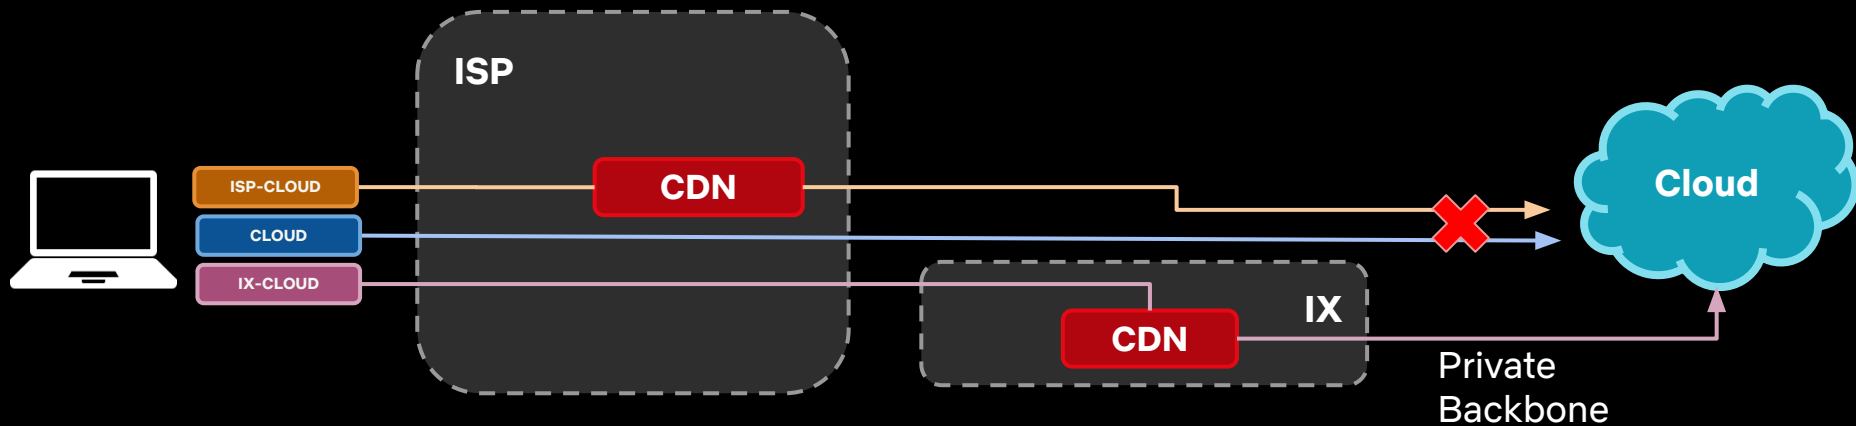 ISP
ISP-CLOUD
CDN
Cloud
CLOUD
IX-CLOUD
IX
CDN
Private
Backbone